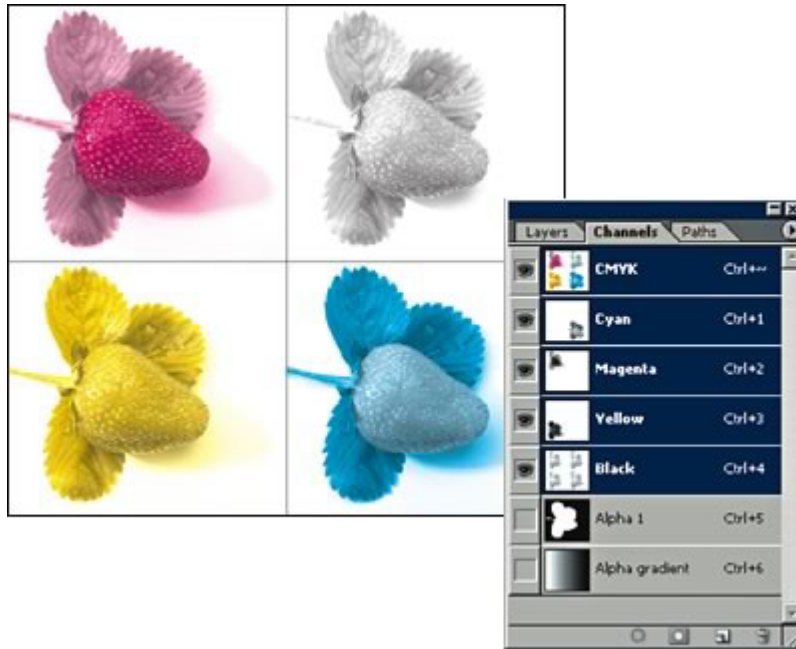 Layers Channels Paths
CMYK Ctrl+~
Cyan Ctrl+1
Magenta Ctrl+2
Yellow Ctrl+3
Black Ctrl+4
Alpha 1 Ctrl+5
Alpha gradient Ctrl+6